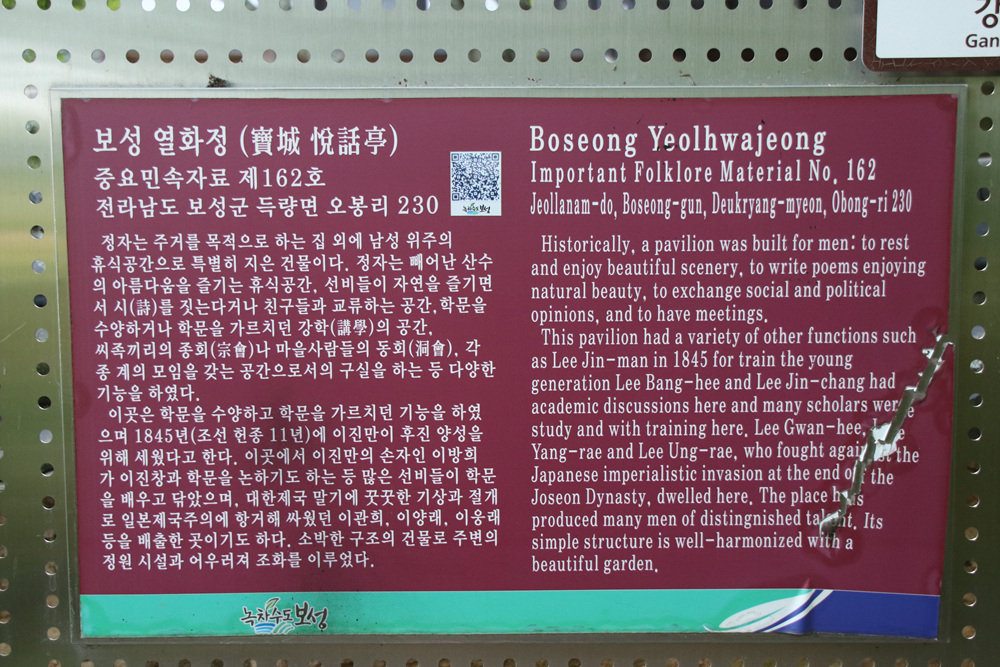 강
Gan
보성 열화정 (寶城 悅話亭)
중요민속자료 제162호
전라남도 보성군 득량면 오봉리 230
정자는 주거를 목적으로 하는 집 외에 남성 위주의
휴식공간으로 특별히 지은 건물이다. 정자는 빼어난 산수
의 아름다움을 즐기는 휴식공간, 선비들이 자연을 즐기면
서 시(詩)를 짓는다거나 친구들과 교류하는 공간,학문을
수양하거나 학문을 가르치던 강학(講學)의 공간,
씨족끼리의 종회(宗會)나 마을사람들의 동회(洞會), 각
종 계의 모임을 갖는 공간으로서의 구실을 하는 등 다양한
기능을 하였다.
이곳은 학문을 수양하고 학문을 가르치던 기능을 하였
으며 1845년(조선 헌종 11년)에 이진만이 후진 양성을
위해 세웠다고 한다. 이곳에서 이진만의 손자인 이방희
가 이진창과 학문을 논하기도 하는 등 많은 선비들이 학문
을 배우고 닦았으며, 대한제국 말기에 꿋꿋한 기상과 절개
로 일본제국주의에 항거해 싸웠던 이관희, 이양래, 이웅래
등을 배출한 곳이기도 하다. 소박한 구조의 건물로 주변의
정원 시설과 어우러져 조화를 이루었다.
녹차수도보성
Boseong Yeolhwajeong
Important Folklore Material No. 162
Jeollanam-do, Boseong-gun, Deukryang-myeon, Obong-ri 230
Historically, a pavilion was built for men: to rest
and enjoy beautiful scenery, to write poems enjoying
natural beauty, to exchange social and political
opinions, and to have meetings.
This pavilion had a variety of other functions such
as Lee Jin-man in 1845 for train the young
generation Lee Bang-hee and Lee Jin-chang had
academic discussions here and many scholars were
study and with training here. Lee Gwan-hee,
Yang-rae and Lee Ung-rae, who fought against the
Japanese imperialistic invasion at the end of the
Joseon Dynasty, dwelled here. The place has
produced many men of distingnished talent. Its
simple structure is well-harmonized with a
beautiful garden.
녹차수도보성